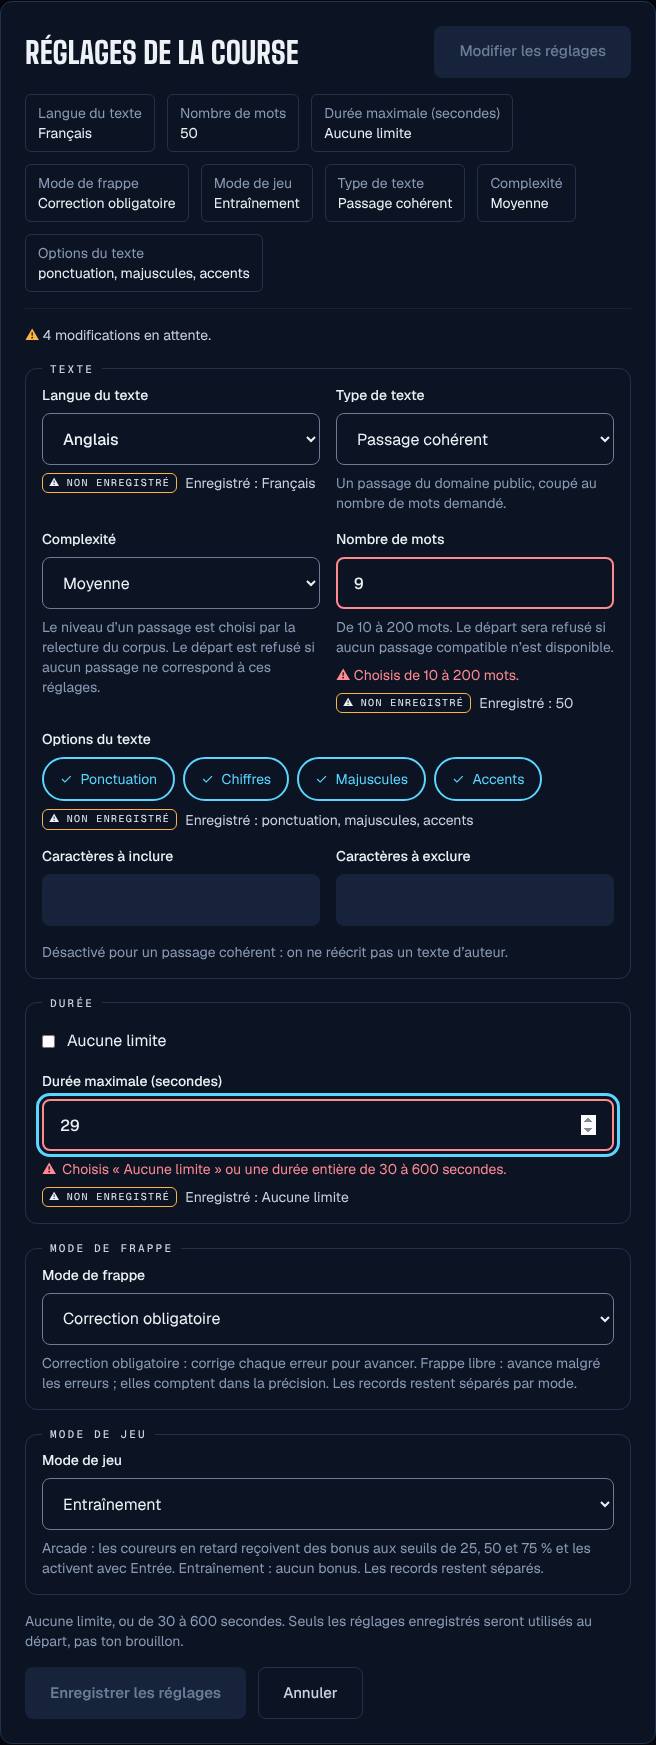 RÉGLAGES DE LA COURSE
Modifier les réglages
Langue du texte
Français
Nombre de mots
50
Durée maximale (secondes)
Aucune limite
Mode de frappe
Correction obligatoire
Mode de jeu
Entraînement
Type de texte
Passage cohérent
Complexité
Moyenne
Options du texte
ponctuation, majuscules, accents
4 modifications en attente.
TEXTE
Langue du texte
Anglais
NON ENREGISTRÉ Enregistré : Français
Type de texte
Passage cohérent
Un passage du domaine public, coupé au
nombre de mots demandé.
Complexité
Moyenne
Le niveau d’un passage est choisi par la
relecture du corpus. Le départ est refusé si
aucun passage ne correspond à ces
réglages.
Nombre de mots
9
De 10 à 200 mots. Le départ sera refusé si
aucun passage compatible n’est disponible.
Choisis de 10 à 200 mots.
NON ENREGISTRÉ Enregistré : 50
Options du texte
✓ Ponctuation ✓ Chiffres ✓ Majuscules ✓ Accents
NON ENREGISTRÉ Enregistré : ponctuation, majuscules, accents
Caractères à inclure
Caractères à exclure
Désactivé pour un passage cohérent : on ne réécrit pas un texte d’auteur.
DURÉE
Aucune limite
Durée maximale (secondes)
29
Choisis « Aucune limite » ou une durée entière de 30 à 600 secondes.
NON ENREGISTRÉ Enregistré : Aucune limite
MODE DE FRAPPE
Mode de frappe
Correction obligatoire
Correction obligatoire : corrige chaque erreur pour avancer. Frappe libre : avance malgré
les erreurs ; elles comptent dans la précision. Les records restent séparés par mode.
MODE DE JEU
Mode de jeu
Entraînement
Arcade : les coureurs en retard reçoivent des bonus aux seuils de 25, 50 et 75 % et les
activent avec Entrée. Entraînement : aucun bonus. Les records restent séparés.
Aucune limite, ou de 30 à 600 secondes. Seuls les réglages enregistrés seront utilisés au
départ, pas ton brouillon.
Enregistrer les réglages
Annuler